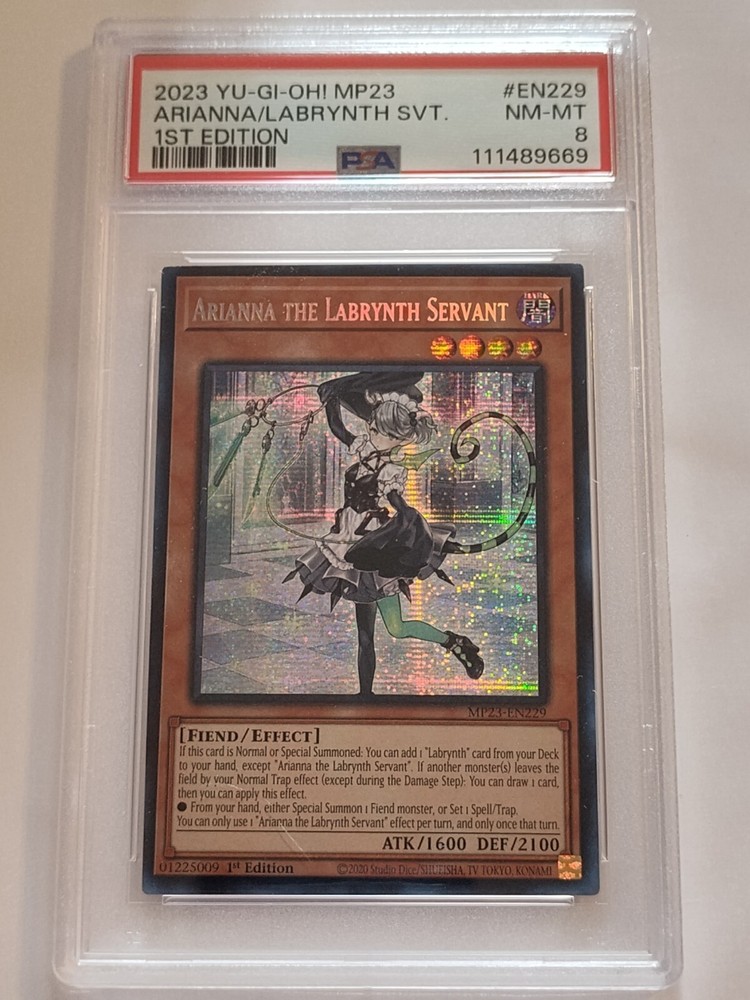 2023 YU-GI-OH! MP23 #EN229
ARIANNA/LABRYNTH SVT. NM-MT
1ST EDITION 8
PSA 111489669
ARIANNA THE LABRYNTH SERVANT 闇
MP23-EN229
[FIEND/EFFECT]
If this card is Normal or Special Summoned: You can add 1 "Labrynth" card from your Deck
to your hand, except "Arianna the Labrynth Servant". If another monster(s) leaves the
field by your Normal Trap effect (except during the Damage Step): You can draw 1 card,
then you can apply this effect.
● From your hand, either Special Summon 1 Fiend monster, or Set 1 Spell/Trap.
You can only use 1 "Arianna the Labrynth Servant" effect per turn, and only once that turn.
ATK/1600 DEF/2100
01225009 1st Edition ©2020 Studio Dice/SHUEISHA, TV TOKYO, KONAMI